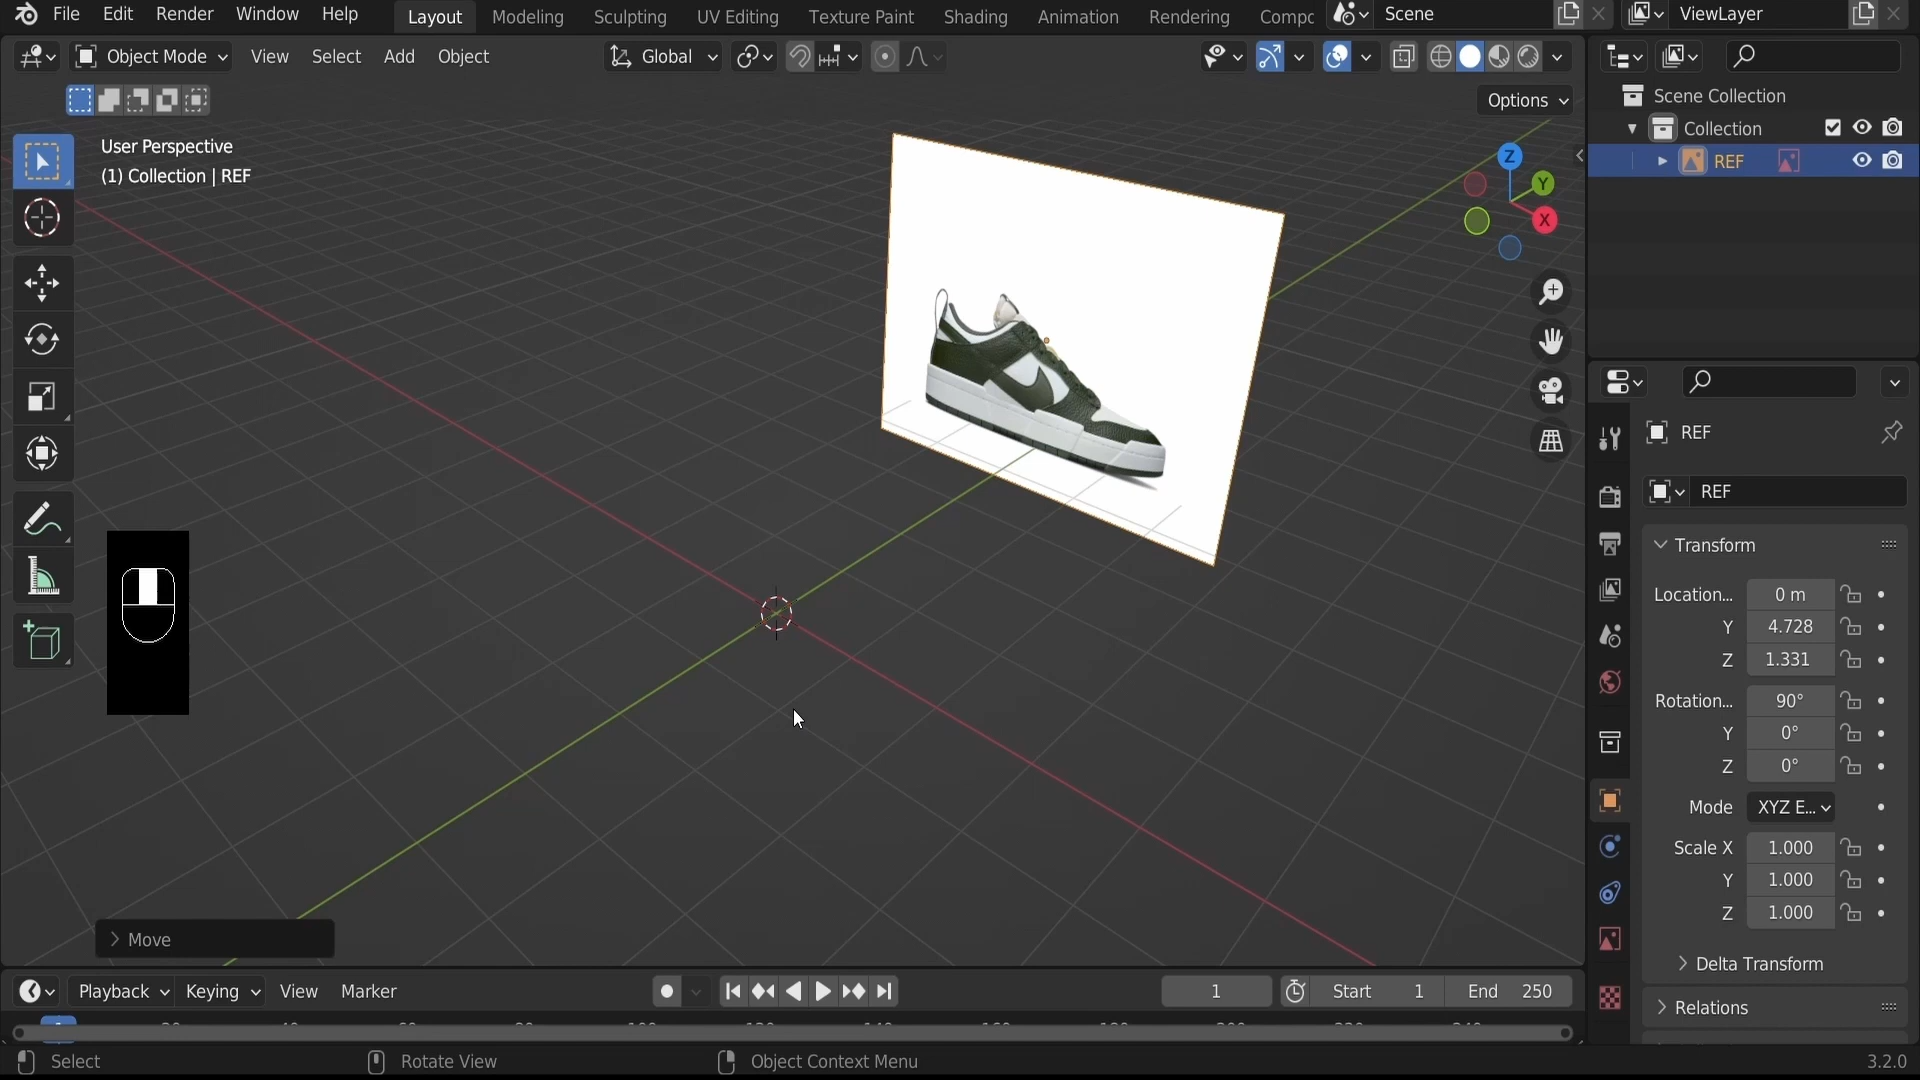 File Edit Render Window Help Layout Modeling Sculpting UV Editing Texture Paint Shading Animation Rendering Scene ViewLayer
Object Mode View Select Add Object Global
Options
User Perspective
(1) Collection | REF
Z
Y
X
Scene Collection
Collection
REF
REF
REF
Transform
Location... 0 m
Y 4.728
Z 1.331
Rotation... 90°
Y 0°
Z 0°
Mode XYZ E...
Scale X 1.000
Y 1.000
Z 1.000
Delta Transform
Relations
Move
Playback Keying View Marker 1 Start 1 End 250
1
Select Rotate View Object Context Menu 3.2.0